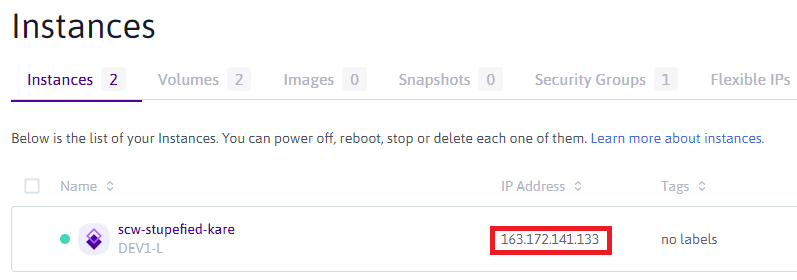 Instances
Instances 2 Volumes 2 Images 0 Snapshots 0 Security Groups 1 Flexible IPs
Below is the list of your Instances. You can power off, reboot, stop or delete each one of them. Learn more about instances.
Name IP Address Tags
scw-stupefied-kare
DEV1-L
163.172.141.133
no labels